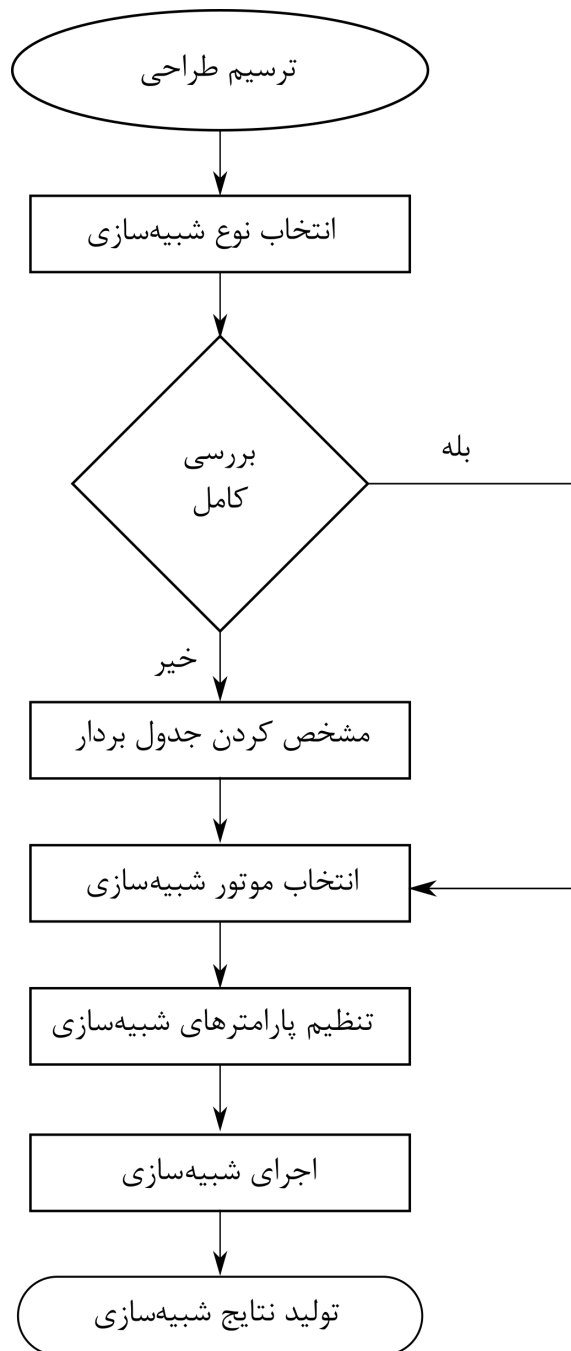 ترسیم طراحی
انتخاب نوع شبیه‌سازی
بررسی
کامل
بله
خیر
مشخص کردن جدول بردار
انتخاب موتور شبیه‌سازی
تنظیم پارامترهای شبیه‌سازی
اجرای شبیه‌سازی
تولید نتایج شبیه‌سازی